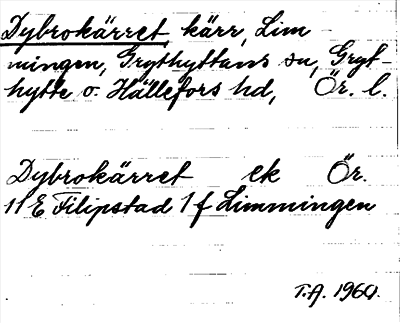 Dybrokärret, kärr, Lim-
mingen, Grythyttans sn, Gryt-
hytte o. Hällefors hd, Ör. l.
Dybrokärret ek Ör.
11 E Filipstad 1 f Limmingen
T.A. 1960.